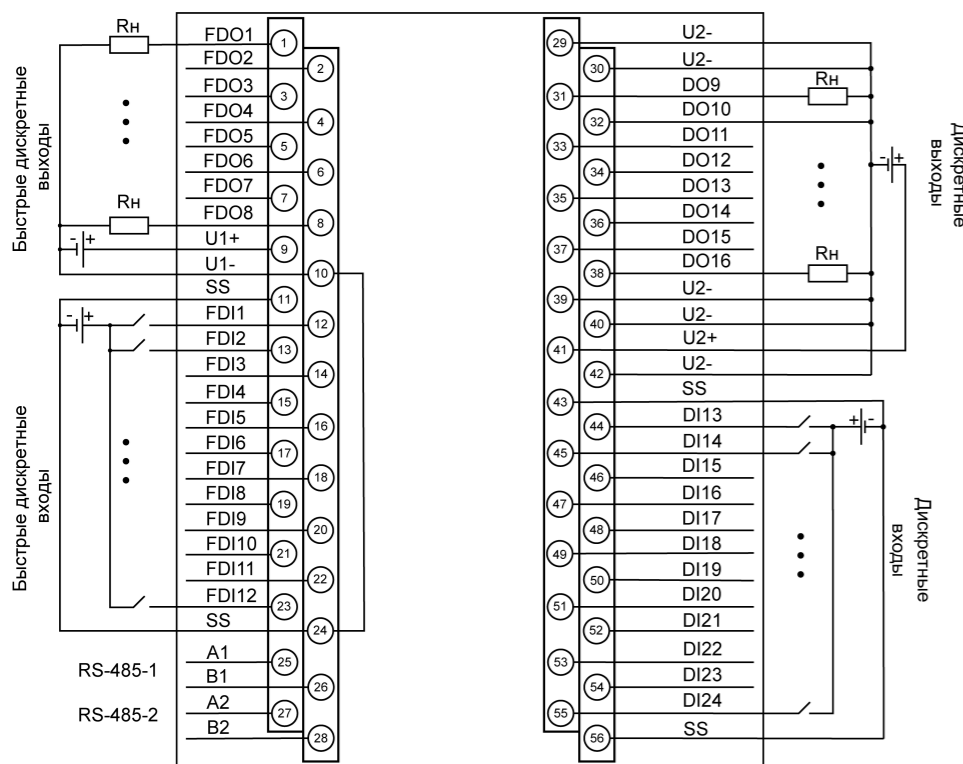 Быстрые дискретные
выходы
Rн
FDO1
1
FDO2
2
FDO3
3
FDO4
4
FDO5
5
FDO6
6
FDO7
7
Rн
FDO8
8
- +
U1+
9
U1-
10
SS
11
Быстрые дискретные
входы
- +
FDI1
12
FDI2
13
FDI3
14
FDI4
15
FDI5
16
FDI6
17
FDI7
18
FDI8
19
FDI9
20
FDI10
21
FDI11
22
FDI12
23
SS
24
RS-485-1
A1
25
B1
26
RS-485-2
A2
27
B2
28
29
U2-
30
U2-
31
DO9
Rн
32
DO10
33
DO11
34
DO12
35
DO13
36
DO14
37
DO15
38
DO16
Rн
39
U2-
40
U2-
41
U2+
42
U2-
- +
Дискретные
выходы
43
SS
44
DI13
+ -
45
DI14
46
DI15
47
DI16
48
DI17
49
DI18
50
DI19
51
DI20
52
DI21
53
DI22
54
DI23
55
DI24
56
SS
Дискретные
входы